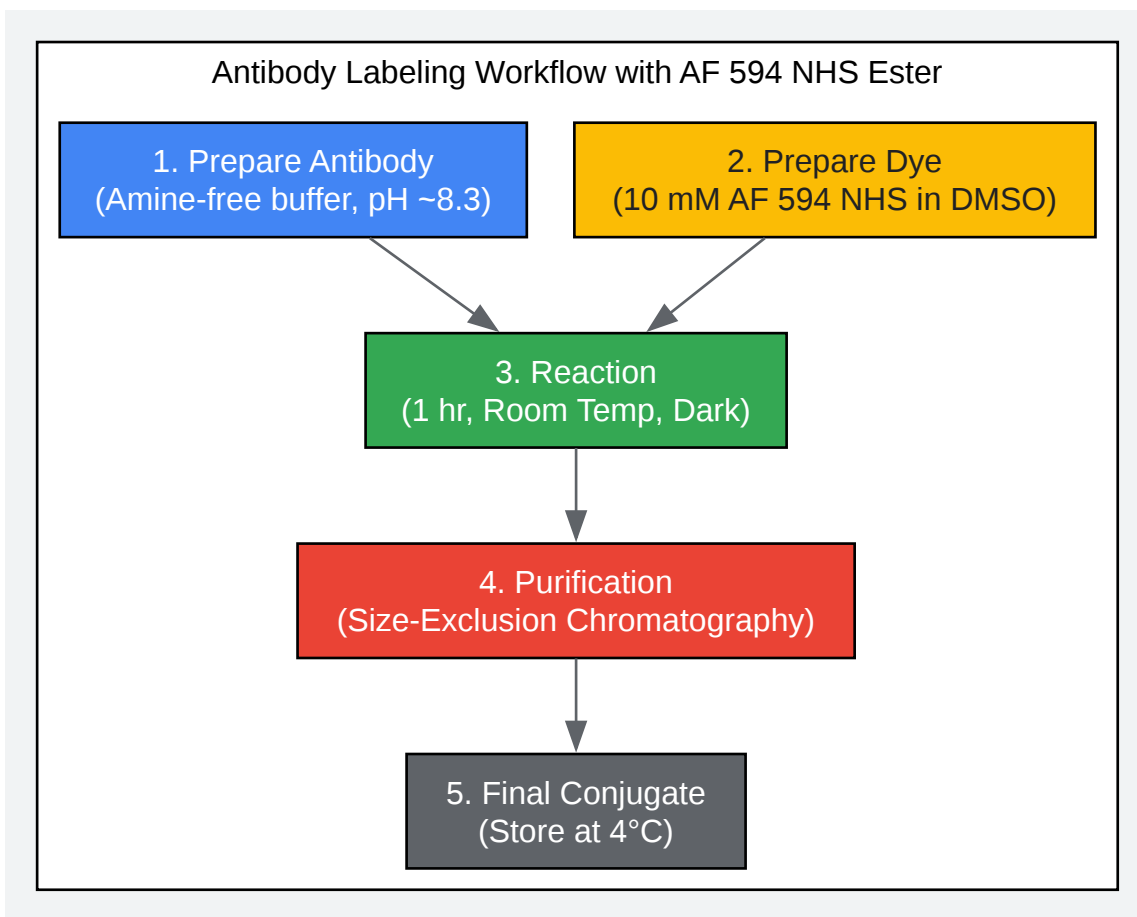 Antibody Labeling Workflow with AF 594 NHS Ester
1. Prepare Antibody
(Amine-free buffer, pH ~8.3)
2. Prepare Dye
(10 mM AF 594 NHS in DMSO)
3. Reaction
(1 hr, Room Temp, Dark)
4. Purification
(Size-Exclusion Chromatography)
5. Final Conjugate
(Store at 4°C)